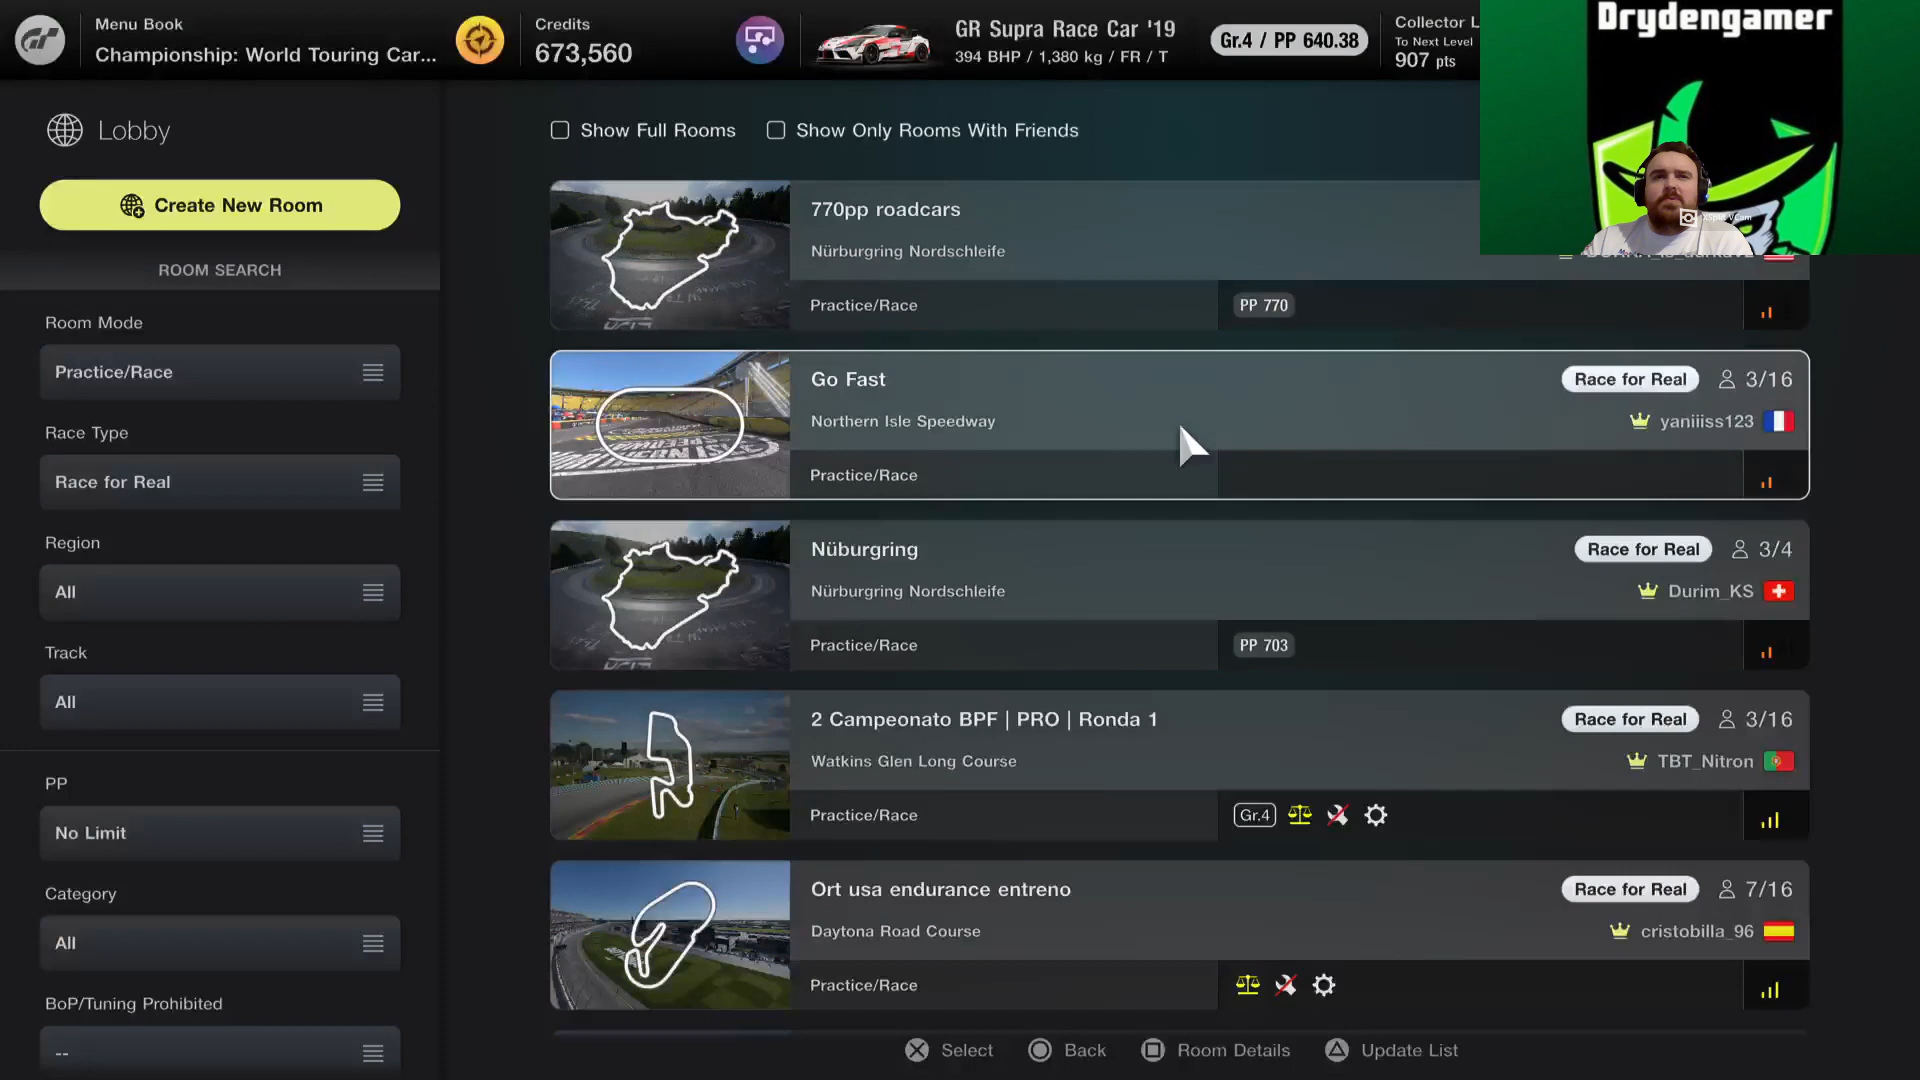 Menu Book
Championship: World Touring Car...
Credits
673,560
GR Supra Race Car '19
394 BHP / 1,380 kg / FR / T
Gr.4 / PP 640.38
Collector L
To Next Level
907 pts
Drydengamer
Lobby
Create New Room
ROOM SEARCH
Room Mode
Practice/Race
Race Type
Race for Real
Region
All
Track
All
PP
No Limit
Category
All
BoP/Tuning Prohibited
--
Show Full Rooms
Show Only Rooms With Friends
770pp roadcars
Nürburgring Nordschleife
Practice/Race
PP 770
Go Fast
Race for Real
3/16
Northern Isle Speedway
yaniiiss123
Practice/Race
Nüburgring
Race for Real
3/4
Nürburgring Nordschleife
Durim_KS
Practice/Race
PP 703
2 Campeonato BPF | PRO | Ronda 1
Race for Real
3/16
Watkins Glen Long Course
TBT_Nitron
Practice/Race
Gr.4
Ort usa endurance entreno
Race for Real
7/16
Daytona Road Course
cristobilla_96
Practice/Race
Select
Back
Room Details
Update List